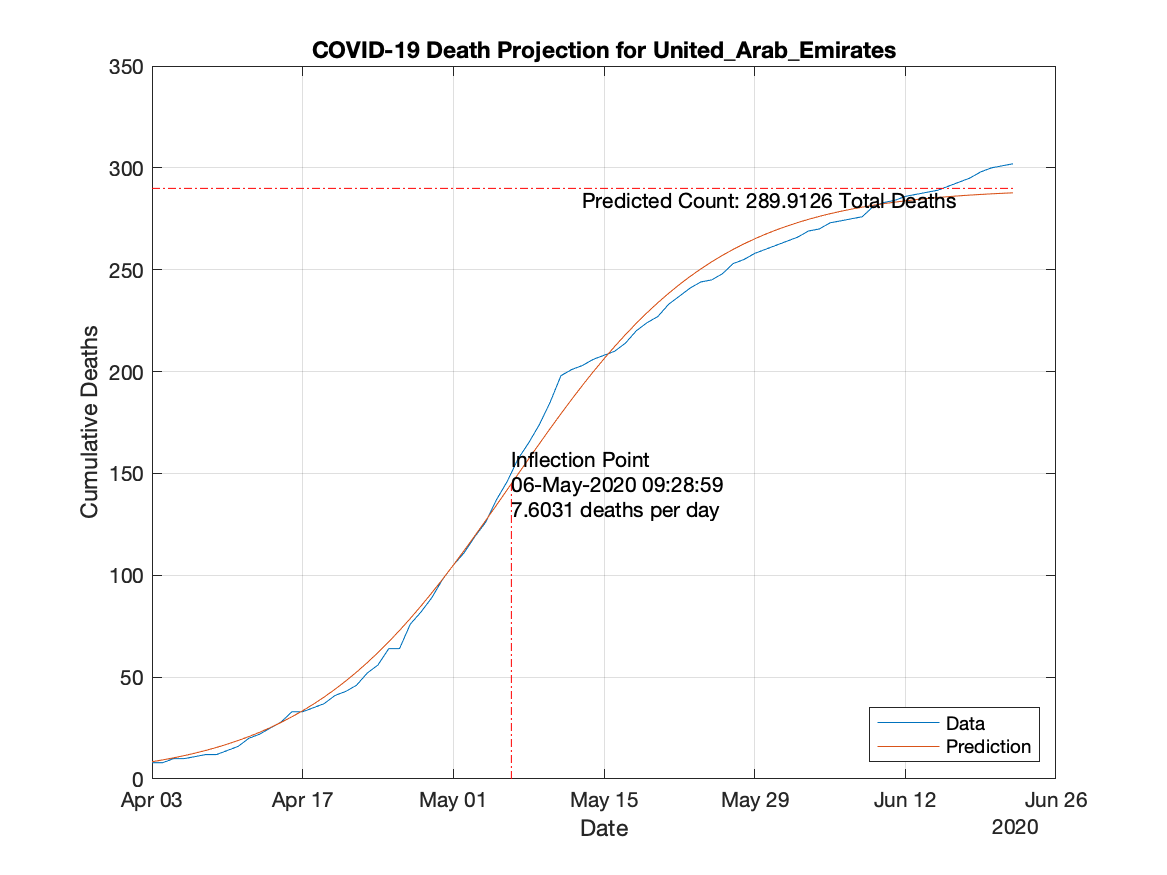 COVID-19 Death Projection for United_Arab_Emirates
350
300
250
200
150
100
50
0
Cumulative Deaths
Predicted Count: 289.9126 Total Deaths
Inflection Point
06-May-2020 09:28:59
7.6031 deaths per day
Data
Prediction
Apr 03 Apr 17 May 01 May 15 May 29 Jun 12 Jun 26
Date
2020